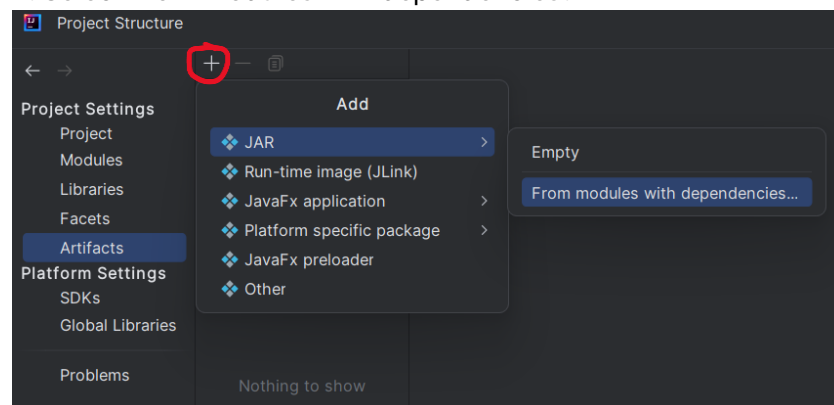 Project Structure
Project Settings
Project
Modules
Libraries
Facets
Artifacts
Platform Settings
SDKs
Global Libraries
Problems
Add
JAR
Run-time image (JLink)
JavaFx application
Platform specific package
JavaFx preloader
Other
Nothing to show
Empty
From modules with dependencies...